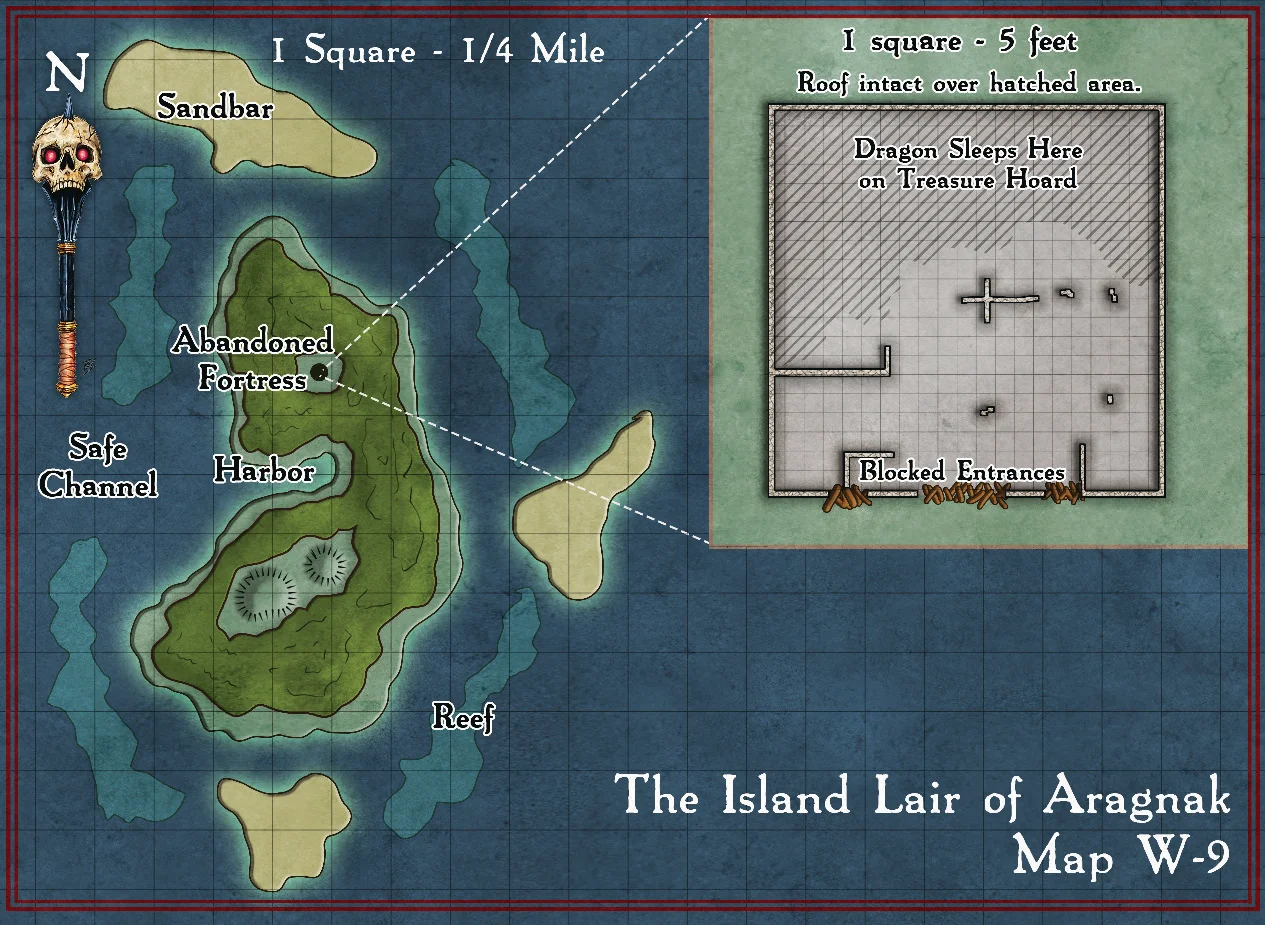 N
1 Square - 1/4 Mile
Sandbar
Abandoned
Fortress
Safe
Channel
Harbor
Reef
1 square - 5 feet
Roof intact over hatched area.
Dragon Sleeps Here
on Treasure Hoard
Blocked Entrances
The Island Lair of Aragnak
Map W-9